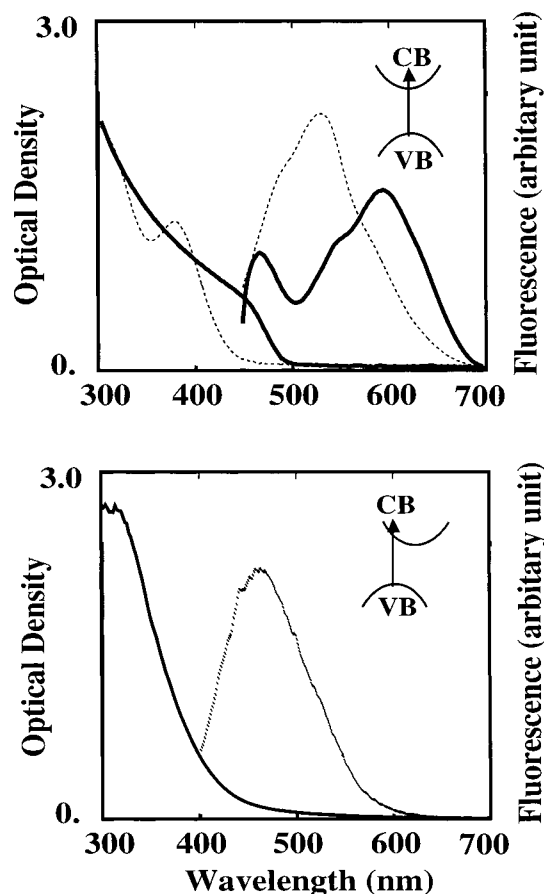 3.0
CB
VB
Optical Density
Fluorescence (arbitary unit)
0.
300 400 500 600 700
3.0
CB
VB
Optical Density
Fluorescence (arbitary unit)
0.
300 400 500 600 700
Wavelength (nm)